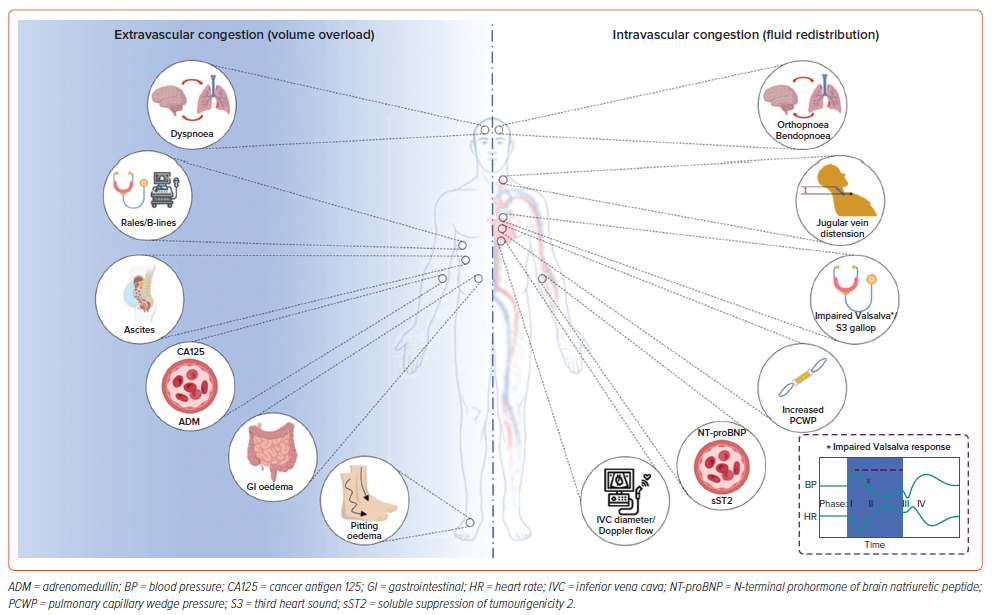 Extravascular congestion (volume overload)
Intravascular congestion (fluid redistribution)
Dyspnoea
Rales/B-lines
Ascites
CA125
ADM
GI oedema
Pitting
oedema
Orthopnoea
Bendopnoea
Jugular vein
distension
Impaired Valsalva*/
S3 gallop
Increased
PCWP
NT-proBNP
sST2
IVC diameter/
Doppler flow
* Impaired Valsalva response
BP
x
Phase: I II III IV
HR
Time
ADM = adrenomedullin; BP = blood pressure; CA125 = cancer antigen 125; GI = gastrointestinal; HR = heart rate; IVC = inferior vena cava; NT-proBNP = N-terminal prohormone of brain natriuretic peptide;
PCWP = pulmonary capillary wedge pressure; S3 = third heart sound; sST2 = soluble suppression of tumourigenicity 2.